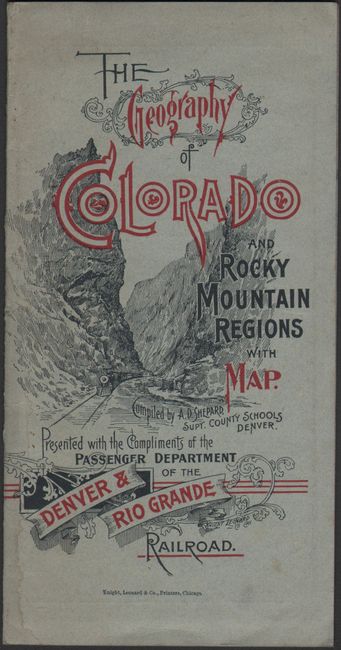 THE
Geography
of
COLORADO
AND
ROCKY
MOUNTAIN
REGIONS
WITH
MAP.
Compiled by A. D. SHEPARD
SUPT. COUNTY SCHOOLS
DENVER.
Presented with the Compliments of the
PASSENGER DEPARTMENT
OF THE
DENVER &
RIO GRANDE
RAILROAD.
Knight, Leonard & Co., Printers, Chicago.